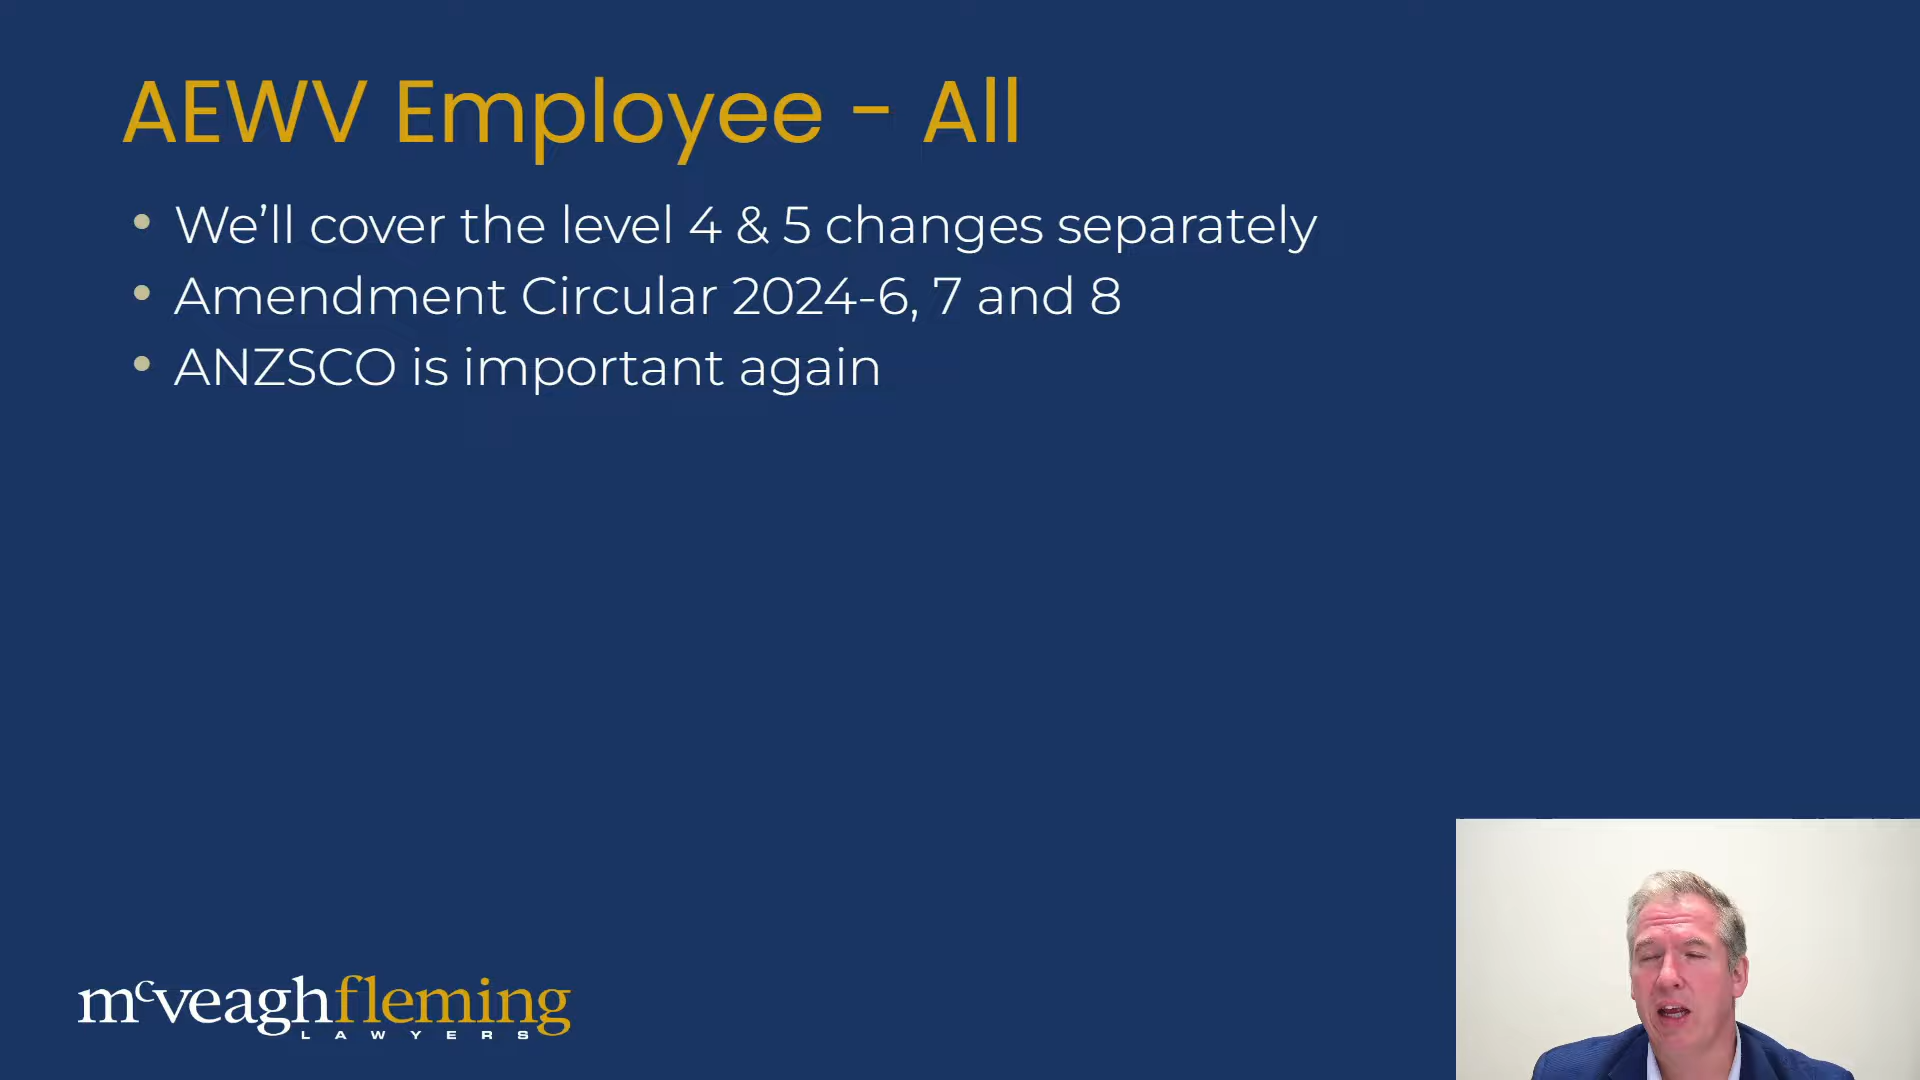 AEWV Employee - All
• We’ll cover the level 4 & 5 changes separately
• Amendment Circular 2024-6, 7 and 8
• ANZSCO is important again
mcveaghfleming
LAWYERS